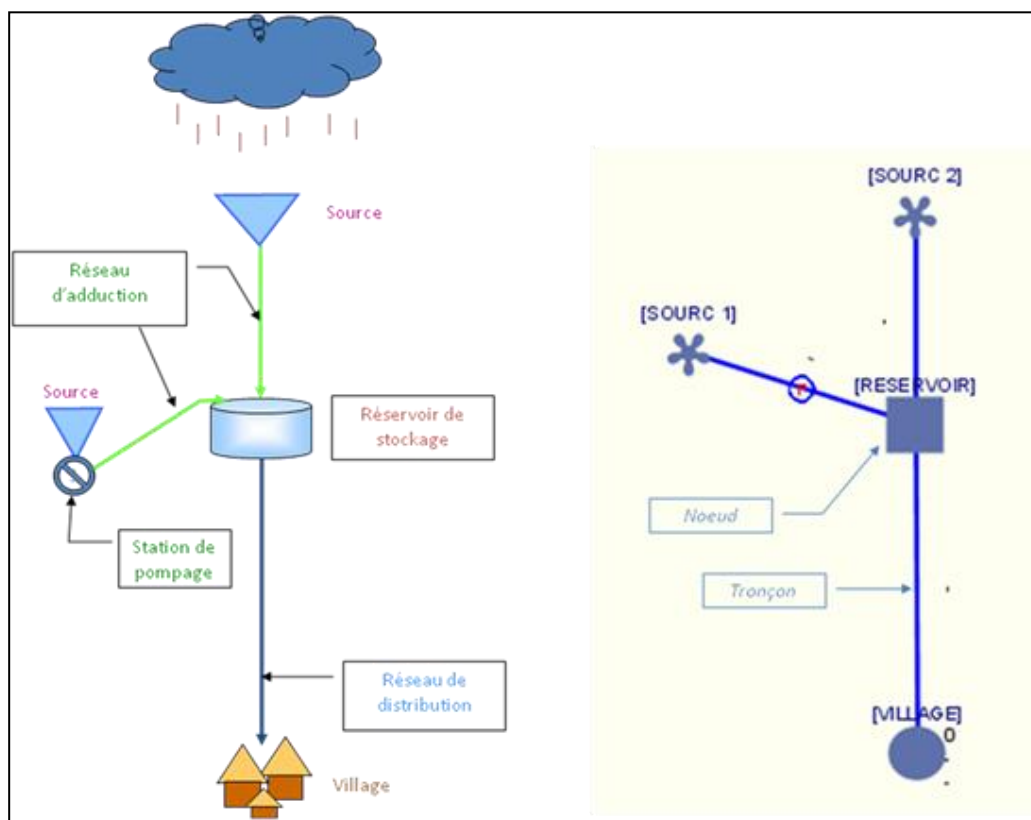 Source
Réseau
d'adduction
Source
Réservoir de
stockage
Station de
pompage
Réseau de
distribution
Village
[SOURC 2]
[SOURC 1]
[RESERVOIR]
Noeud
Tronçon
[VILLAGE]
0